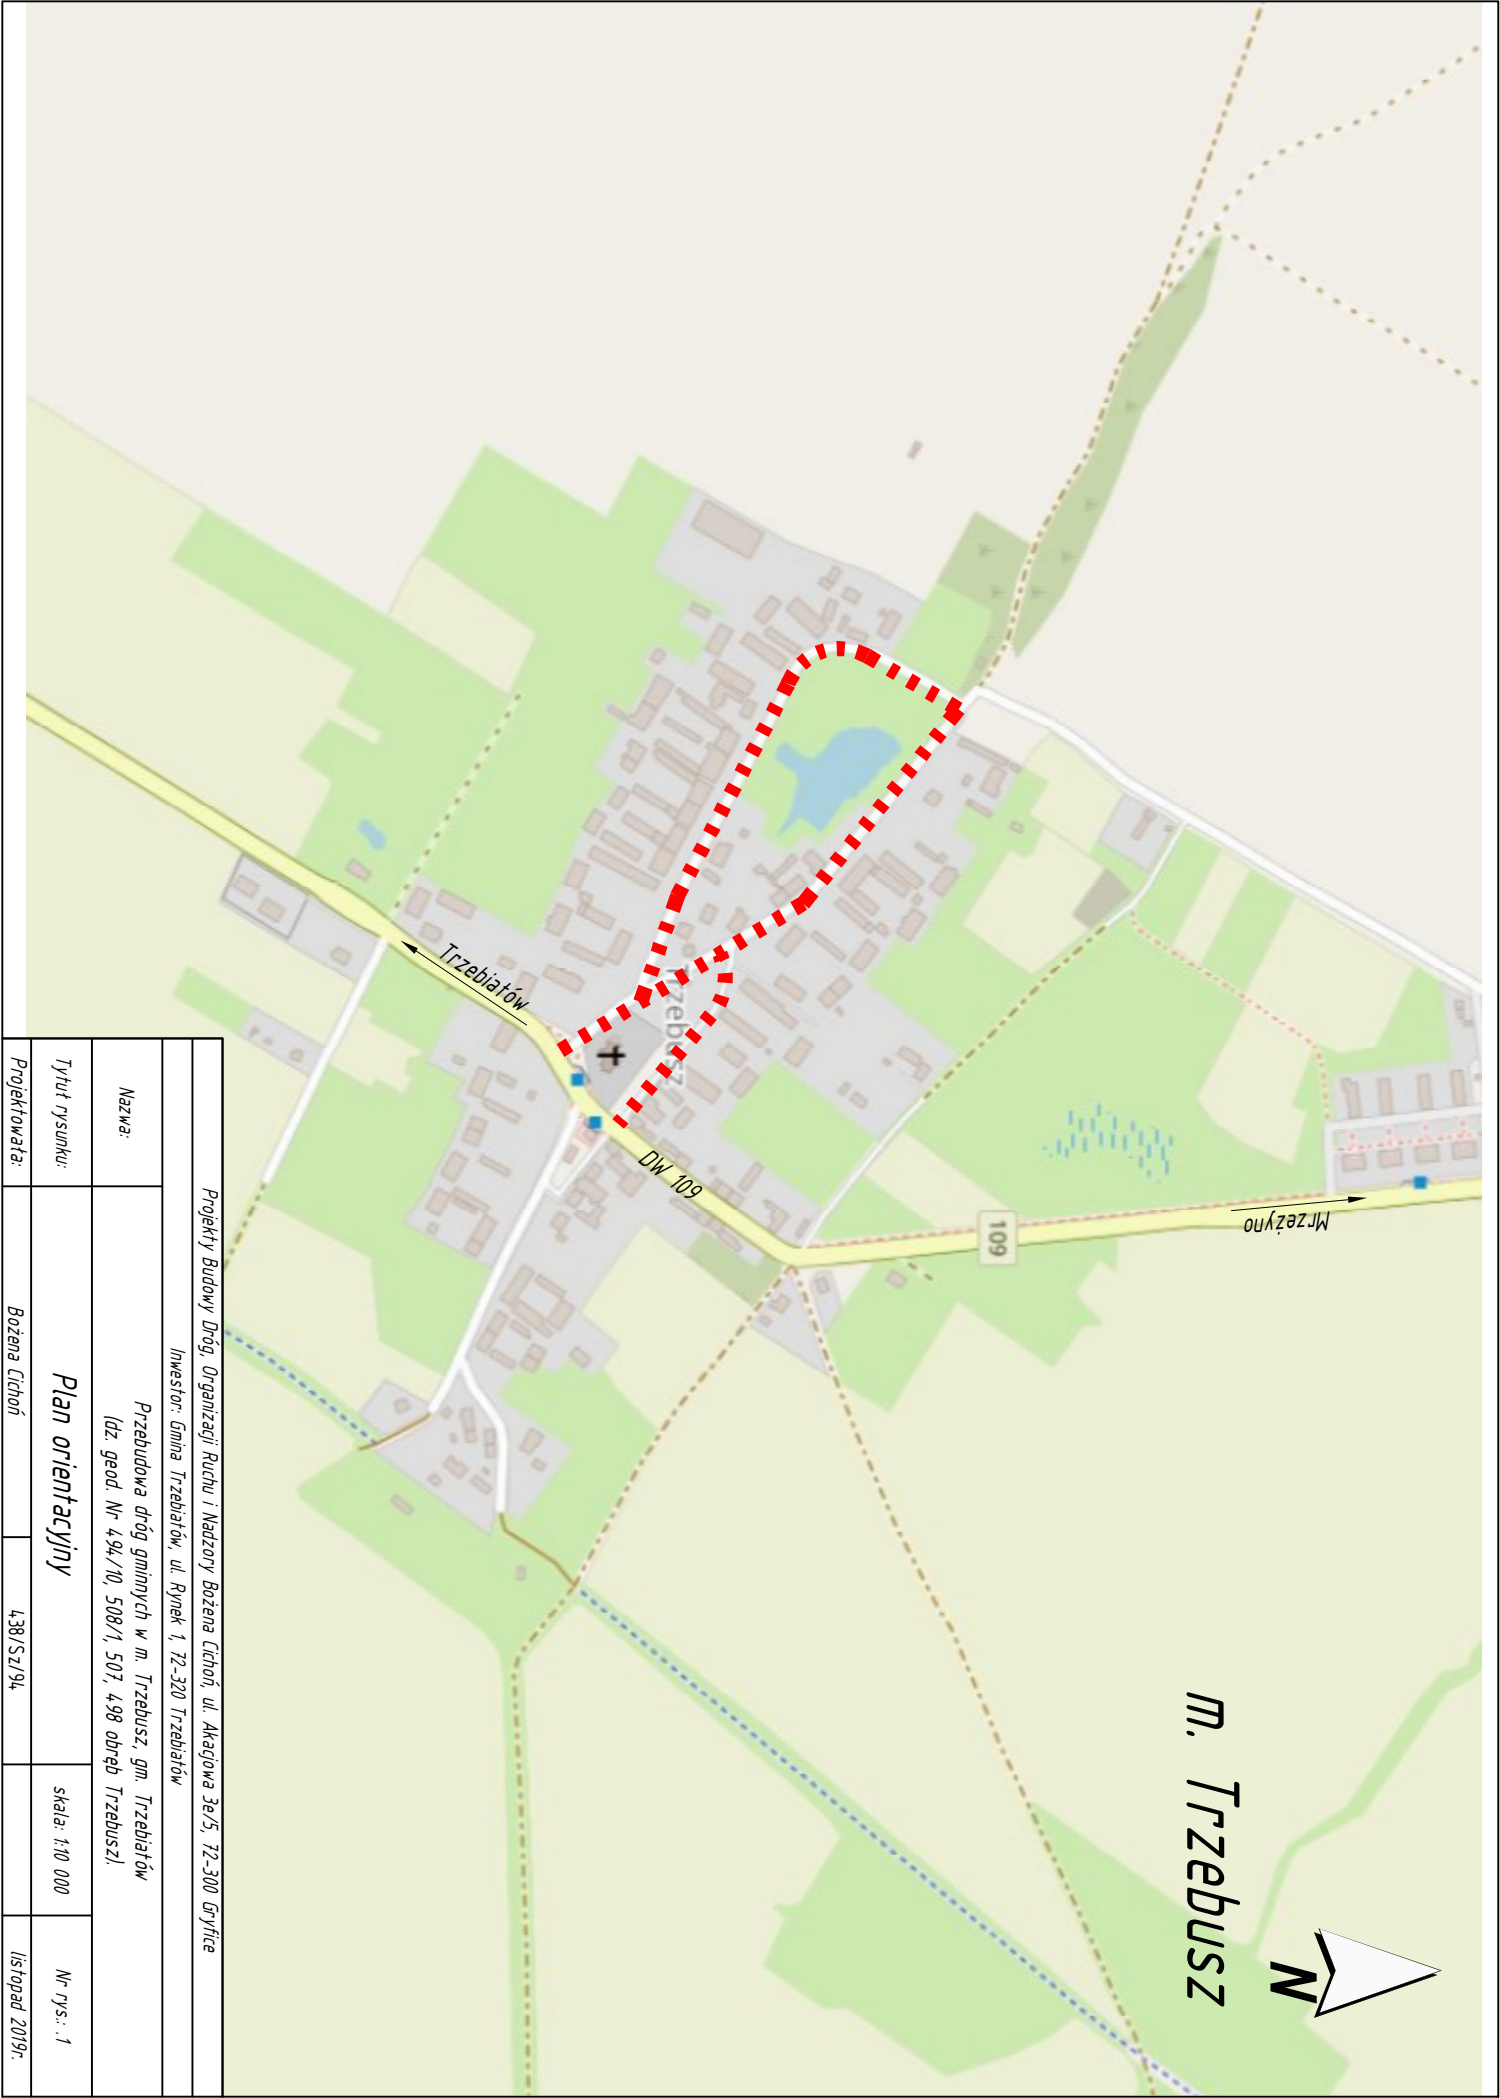 m. Trzebusz
N
Mrzeżyno
109
DW 109
Trzebusz
Trzebiatów
Projekty Budowy Dróg, Organizacji Ruchu i Nadzory Bożena Cichoń, ul. Akacjowa 3e/5, 72-300 Gryfice
Inwestor: Gmina Trzebiatów, ul. Rynek 1, 72-320 Trzebiatów
Nazwa:
Przebudowa dróg gminnych w m. Trzebusz, gm. Trzebiatów
(dz. geod. Nr 494/10, 508/1, 507, 498 obręb Trzebusz).
Tytuł rysunku: Plan orientacyjny skala: 1:10 000 Nr rys.: .1
Projektowała: Bożena Cichoń 438/Sz/94 listopad 2019r.